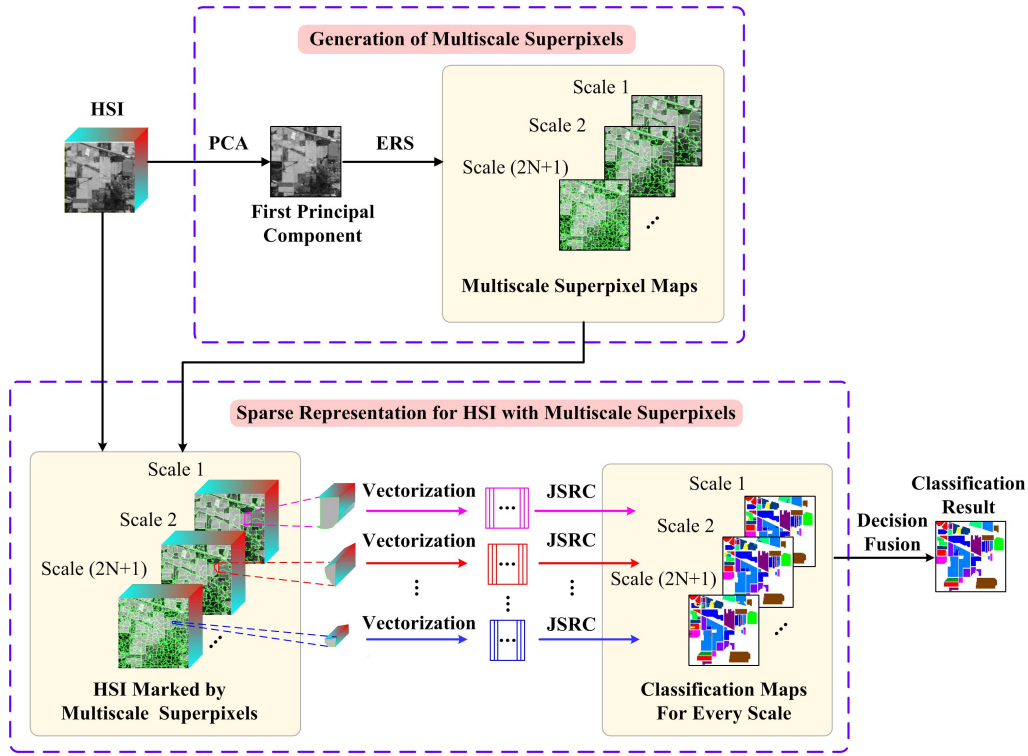 Generation of Multiscale Superpixels
HSI
PCA
First Principal
Component
ERS
Scale 1
Scale 2
Scale (2N+1)
Multiscale Superpixel Maps
Sparse Representation for HSI with Multiscale Superpixels
Scale 1
Scale 2
Scale (2N+1)
HSI Marked by
Multiscale Superpixels
Vectorization
JSRC
Vectorization
JSRC
Vectorization
JSRC
Scale 1
Scale 2
Scale (2N+1)
Classification Maps
For Every Scale
Decision
Fusion
Classification
Result